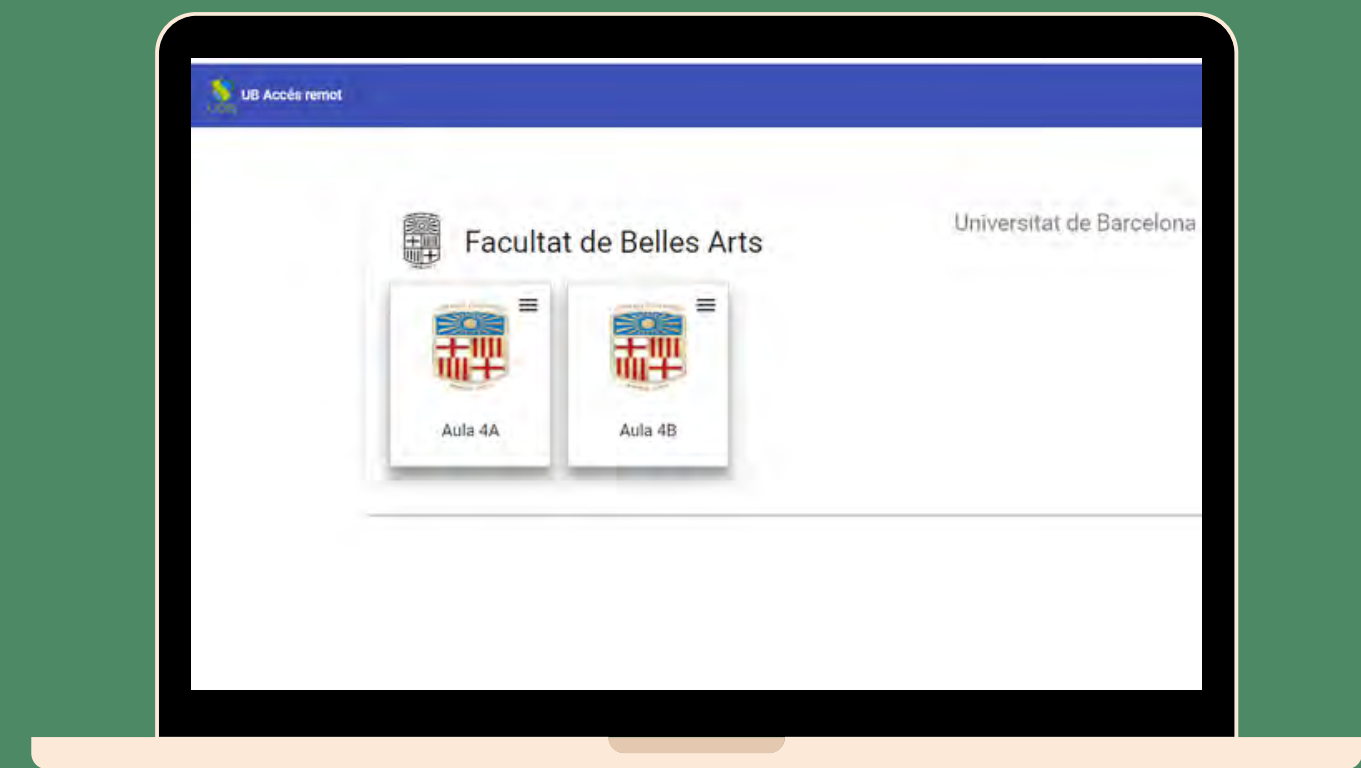 UB Accés remot
Facultat de Belles Arts
Universitat de Barcelona
Aula 4A
Aula 4B